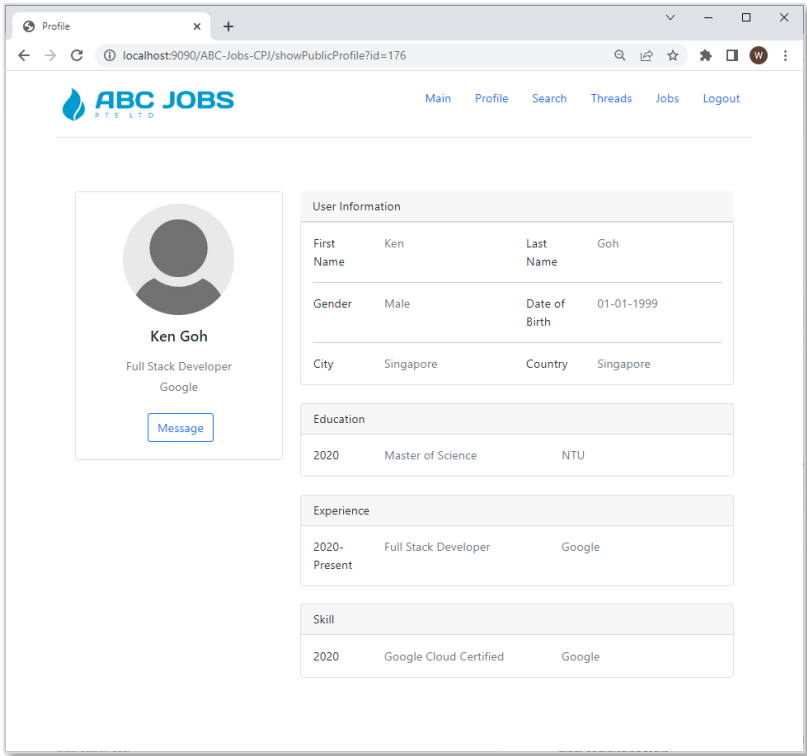 Profile
localhost:9090/ABC-Jobs-CPJ/showPublicProfile?id=176
W
ABC JOBS
PTE LTD
Main Profile Search Threads Jobs Logout
Ken Goh
Full Stack Developer
Google
Message
User Information
First Name Ken Last Name Goh
Gender Male Date of Birth 01-01-1999
City Singapore Country Singapore
Education
2020 Master of Science NTU
Experience
2020-Present Full Stack Developer Google
Skill
2020 Google Cloud Certified Google